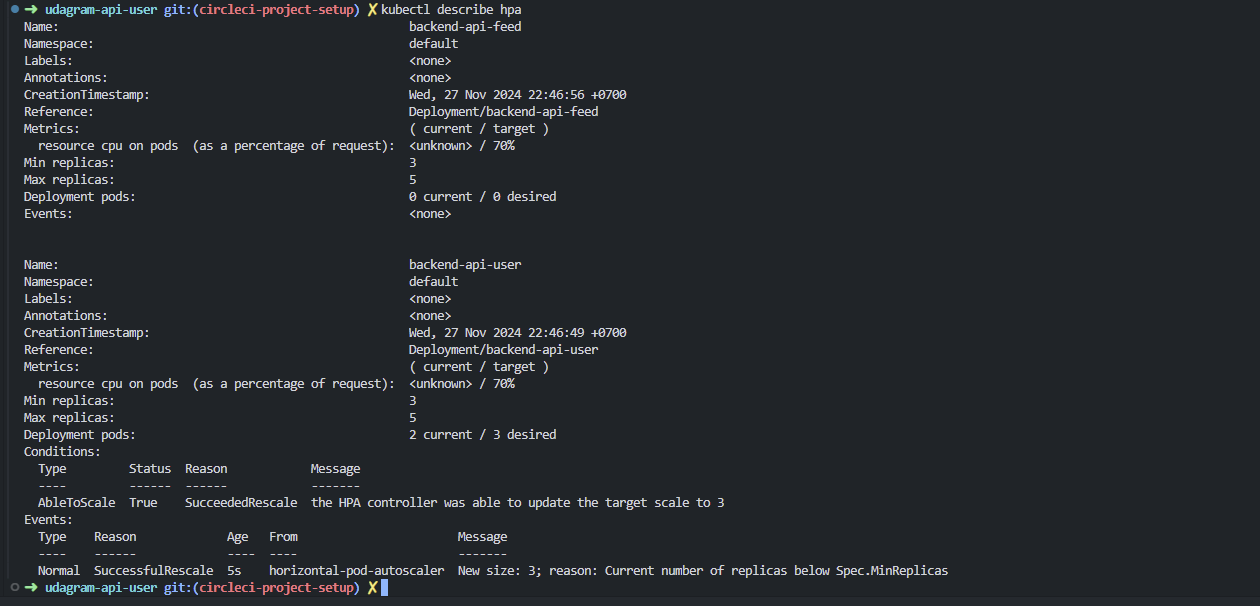 ➜ udagram-api-user git:(circleci-project-setup) ✗ kubectl describe hpa
Name: backend-api-feed
Namespace: default
Labels: <none>
Annotations: <none>
CreationTimestamp: Wed, 27 Nov 2024 22:46:56 +0700
Reference: Deployment/backend-api-feed
Metrics: ( current / target )
resource cpu on pods (as a percentage of request): <unknown> / 70%
Min replicas: 3
Max replicas: 5
Deployment pods: 0 current / 0 desired
Events: <none>
Name: backend-api-user
Namespace: default
Labels: <none>
Annotations: <none>
CreationTimestamp: Wed, 27 Nov 2024 22:46:49 +0700
Reference: Deployment/backend-api-user
Metrics: ( current / target )
resource cpu on pods (as a percentage of request): <unknown> / 70%
Min replicas: 3
Max replicas: 5
Deployment pods: 2 current / 3 desired
Conditions:
Type Status Reason Message
---- ------ ------ -------
AbleToScale True SucceededRescale the HPA controller was able to update the target scale to 3
Events:
Type Reason Age From Message
---- ------ ---- ---- -------
Normal SuccessfulRescale 5s horizontal-pod-autoscaler New size: 3; reason: Current number of replicas below Spec.MinReplicas
➜ udagram-api-user git:(circleci-project-setup) ✗